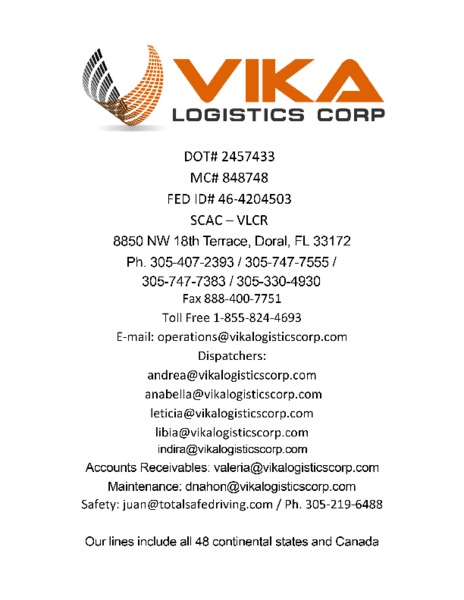 VIKA
LOGISTICS CORP
DOT# 2457433
MC# 848748
FED ID# 46-4204503
SCAC – VLCR
8850 NW 18th Terrace, Doral, FL 33172
Ph. 305-407-2393 / 305-747-7555 /
305-747-7383 / 305-330-4930
Fax 888-400-7751
Toll Free 1-855-824-4693
E-mail: operations@vikalogisticscorp.com
Dispatchers:
andrea@vikalogisticscorp.com
anabella@vikalogisticscorp.com
leticia@vikalogisticscorp.com
libia@vikalogisticscorp.com
indira@vikalogisticscorp.com
Accounts Receivables: valeria@vikalogisticscorp.com
Maintenance: dnahon@vikalogisticscorp.com
Safety: juan@totalsafedriving.com / Ph. 305-219-6488
Our lines include all 48 continental states and Canada